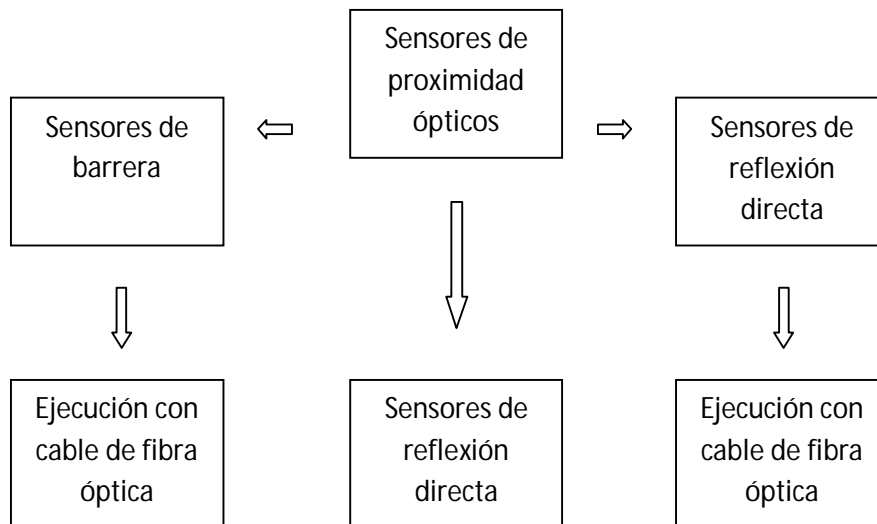 Sensores de
proximidad
ópticos
Sensores de
barrera
Sensores de
reflexión
directa
Ejecución con
cable de fibra
óptica
Sensores de
reflexión
directa
Ejecución con
cable de fibra
óptica